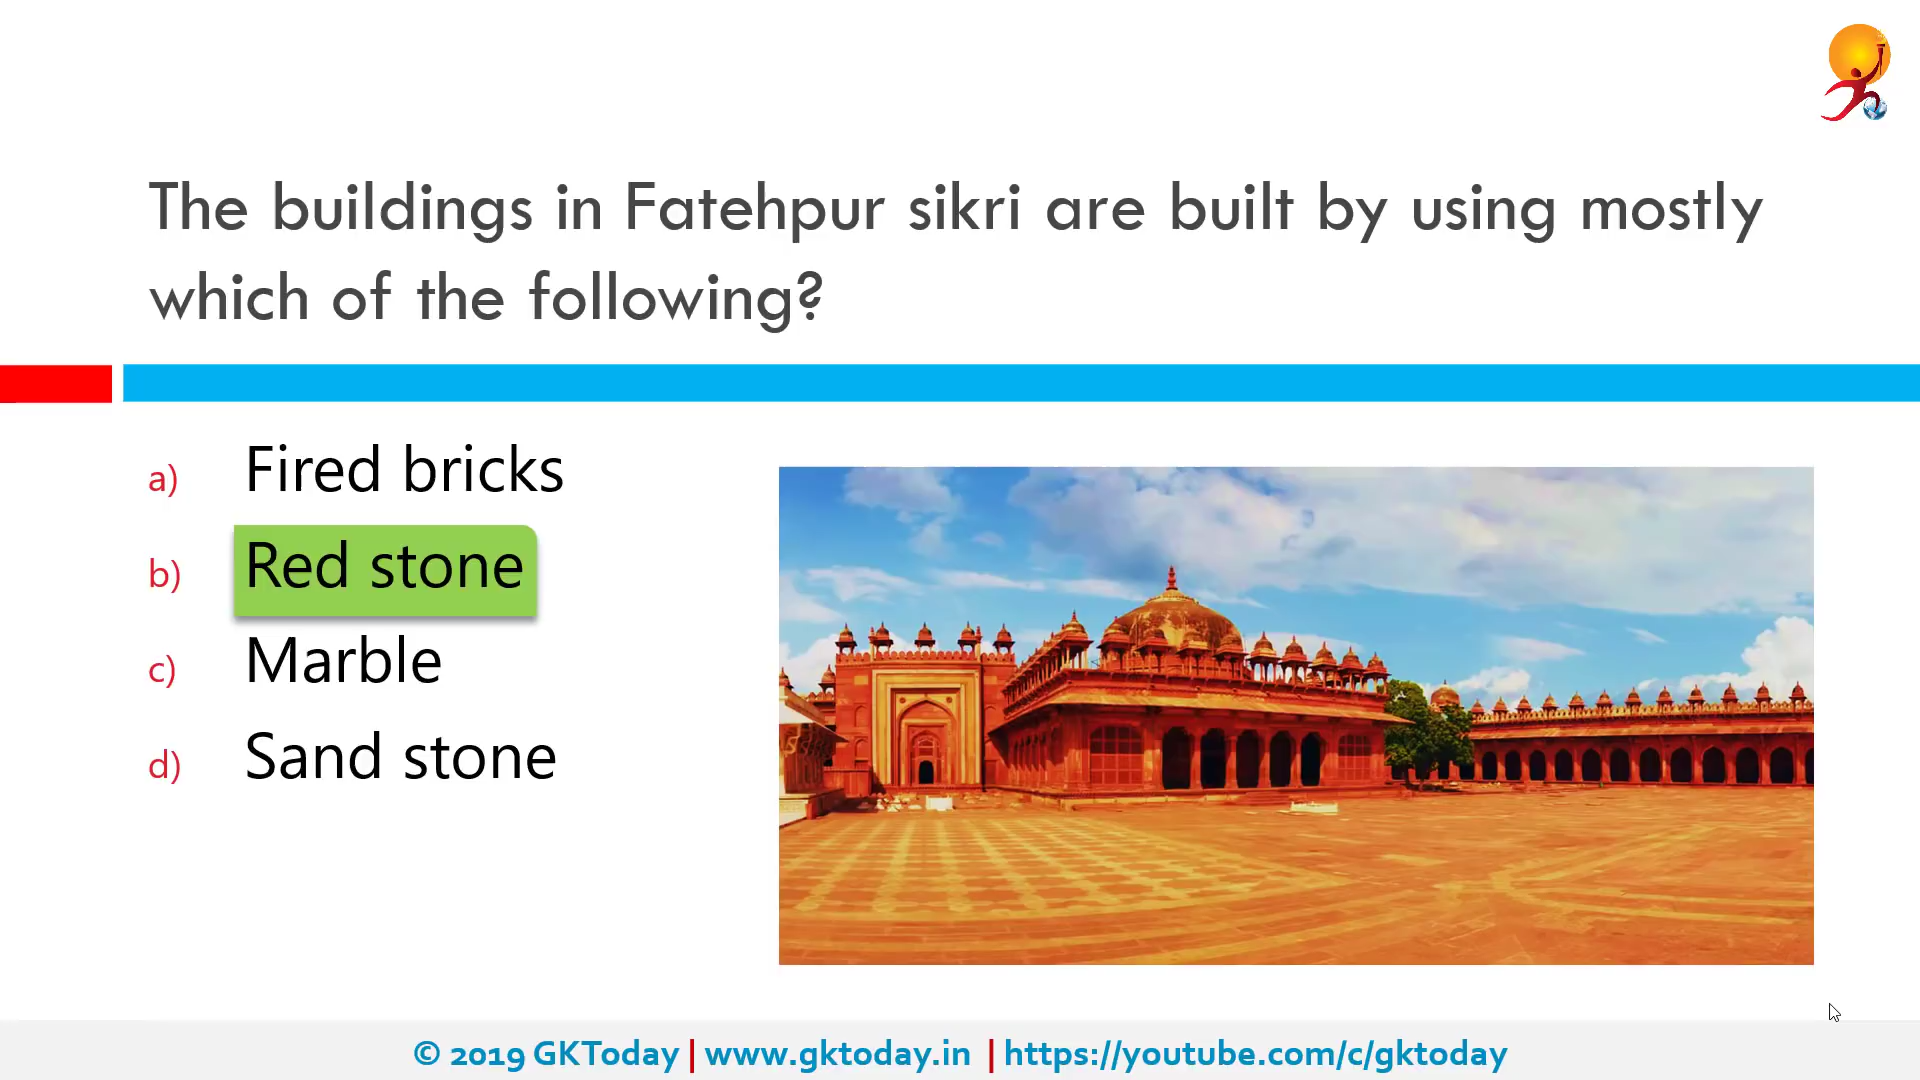 The buildings in Fatehpur sikri are built by using mostly
which of the following?
a) Fired bricks
b) Red stone
c) Marble
d) Sand stone
© 2019 GKToday | www.gktoday.in | https://youtube.com/c/gktoday